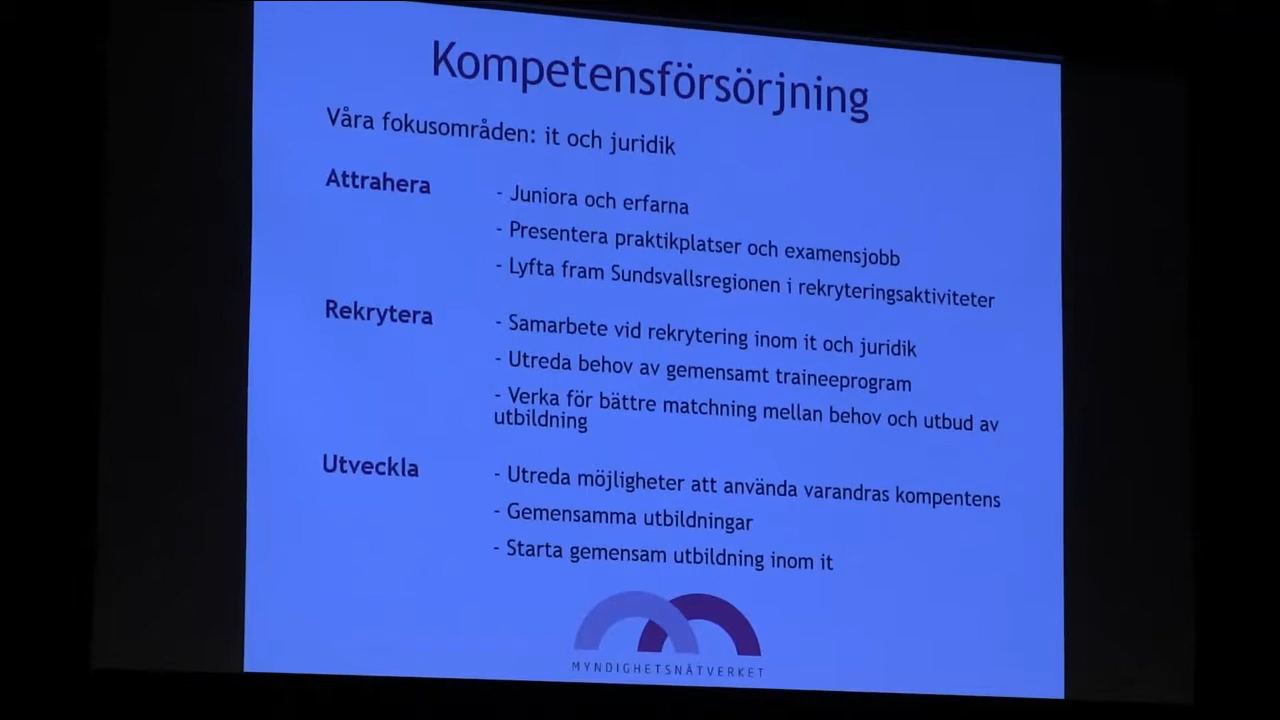 Kompetensförsörjning
Våra fokusområden: it och juridik
Attrahera
- Juniora och erfarna
- Presentera praktikplatser och examensjobb
- Lyfta fram Sundsvallsregionen i rekryteringsaktiviteter
Rekrytera
- Samarbete vid rekrytering inom it och juridik
- Utreda behov av gemensamt traineeprogram
- Verka för bättre matchning mellan behov och utbud av
utbildning
Utveckla
- Utreda möjligheter att använda varandras kompentens
- Gemensamma utbildningar
- Starta gemensam utbildning inom it
MYNDIGHETSNÄTVERKET